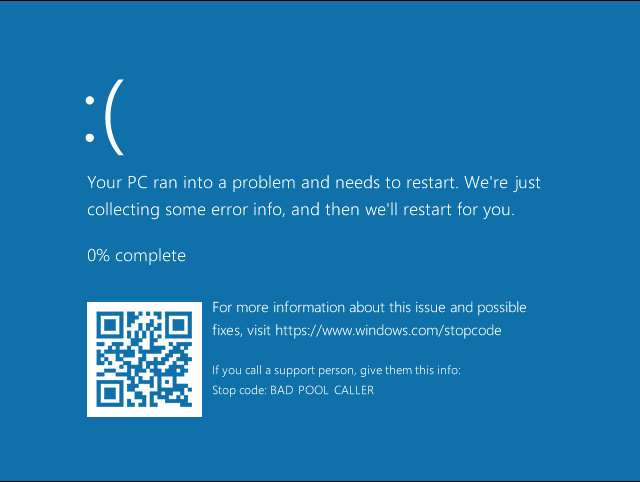 :(
Your PC ran into a problem and needs to restart. We're just
collecting some error info, and then we'll restart for you.
0% complete
For more information about this issue and possible
fixes, visit https://www.windows.com/stopcode
If you call a support person, give them this info:
Stop code: BAD POOL CALLER